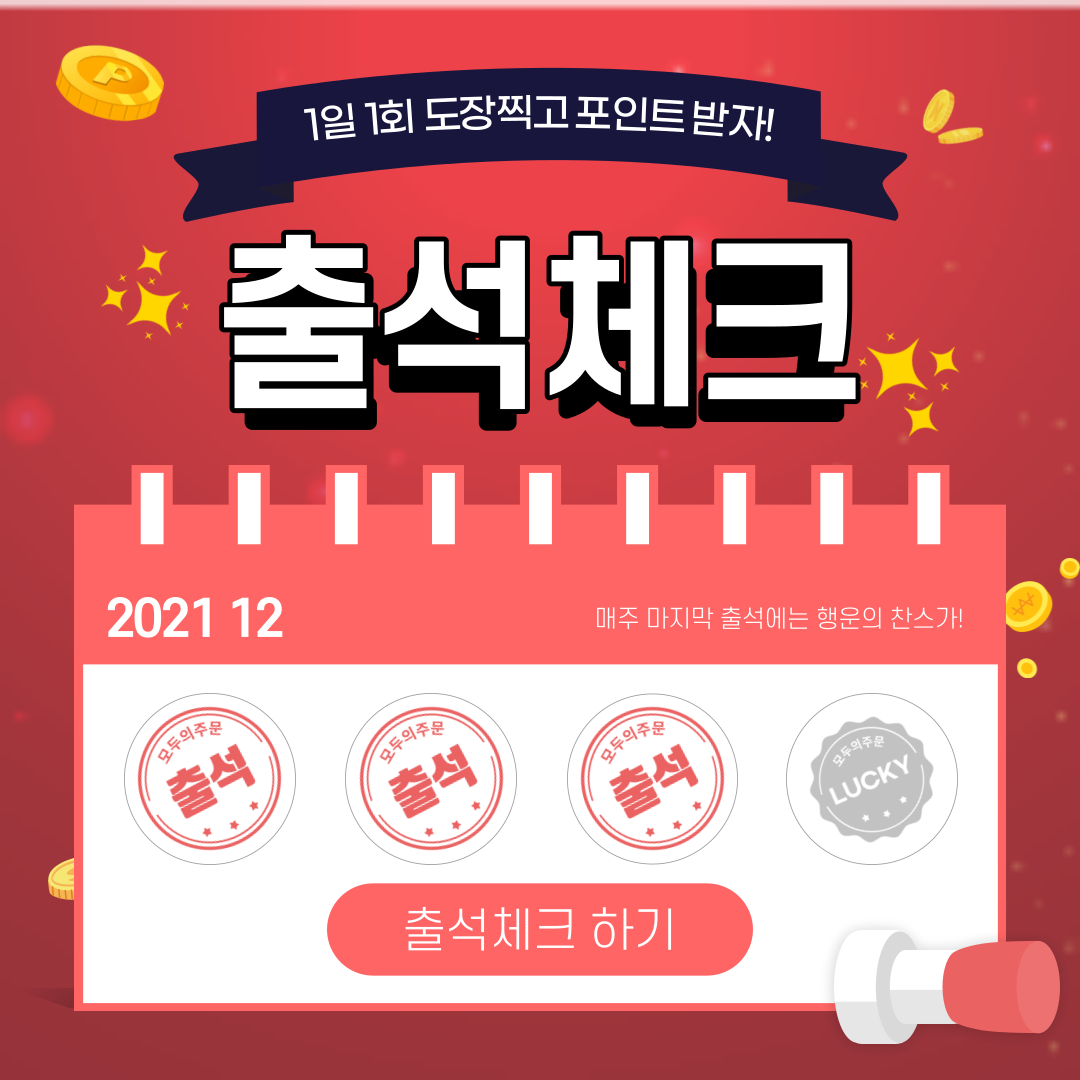 1일 1회 도장찍고 포인트 받자!
출석체크
2021 12
매주 마지막 출석에는 행운의 찬스가!
모두의주문
출석
모두의주문
출석
모두의주문
출석
모두의주문
LUCKY
출석체크 하기